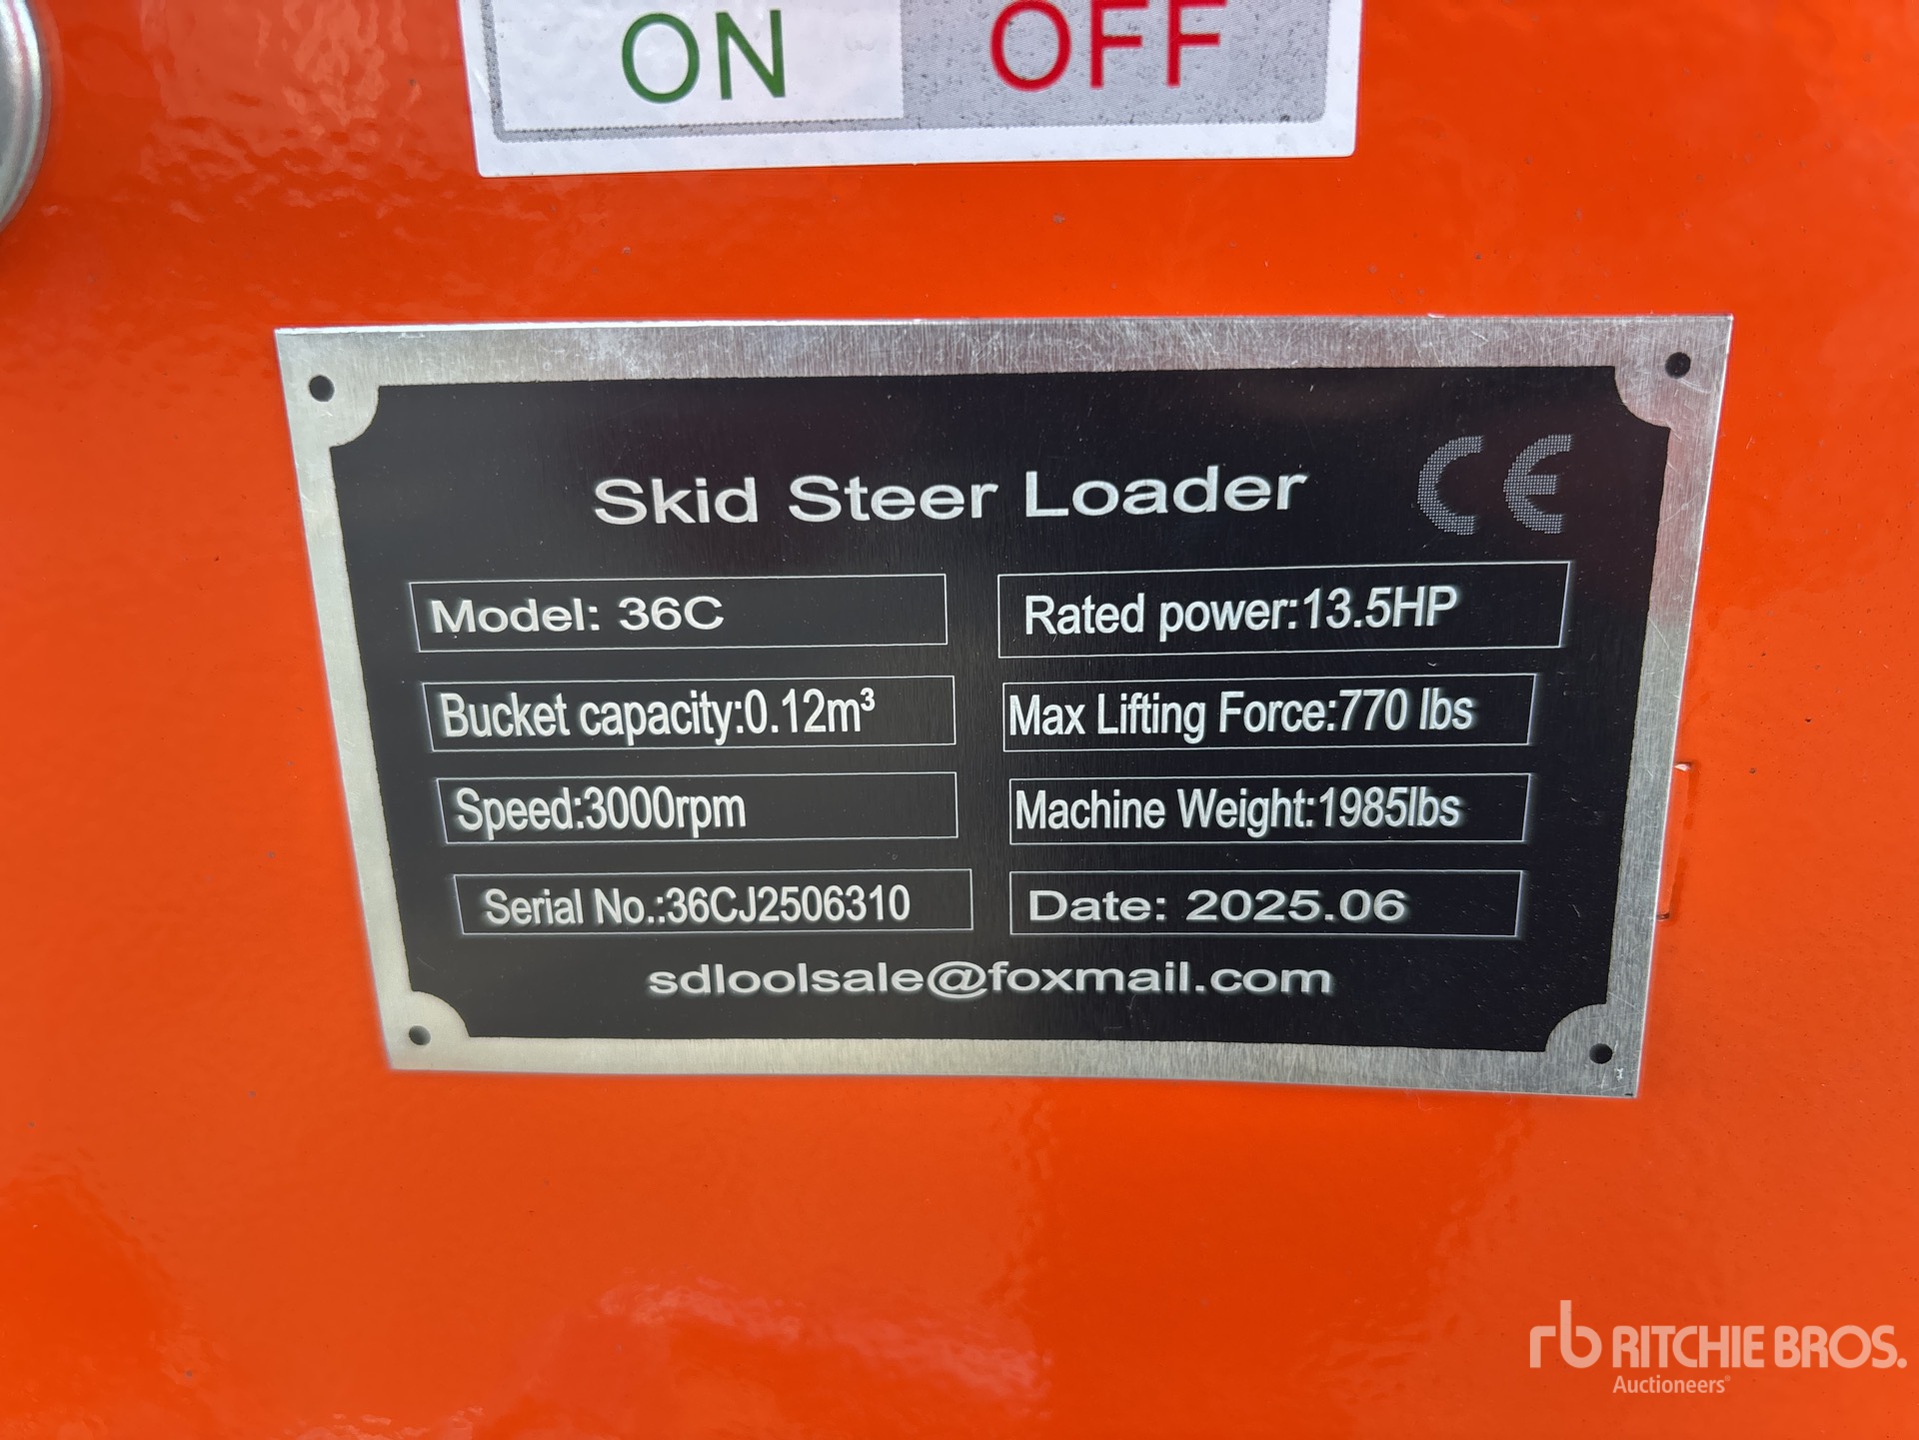 ON OFF
Skid Steer Loader CE
Model: 36C Rated power:13.5HP
Bucket capacity:0.12m³ Max Lifting Force:770 lbs
Speed:3000rpm Machine Weight:1985lbs
Serial No.:36CJ2506310 Date: 2025.06
sdloolsale@foxmail.com
rb RITCHIE BROS.
Auctioneers®